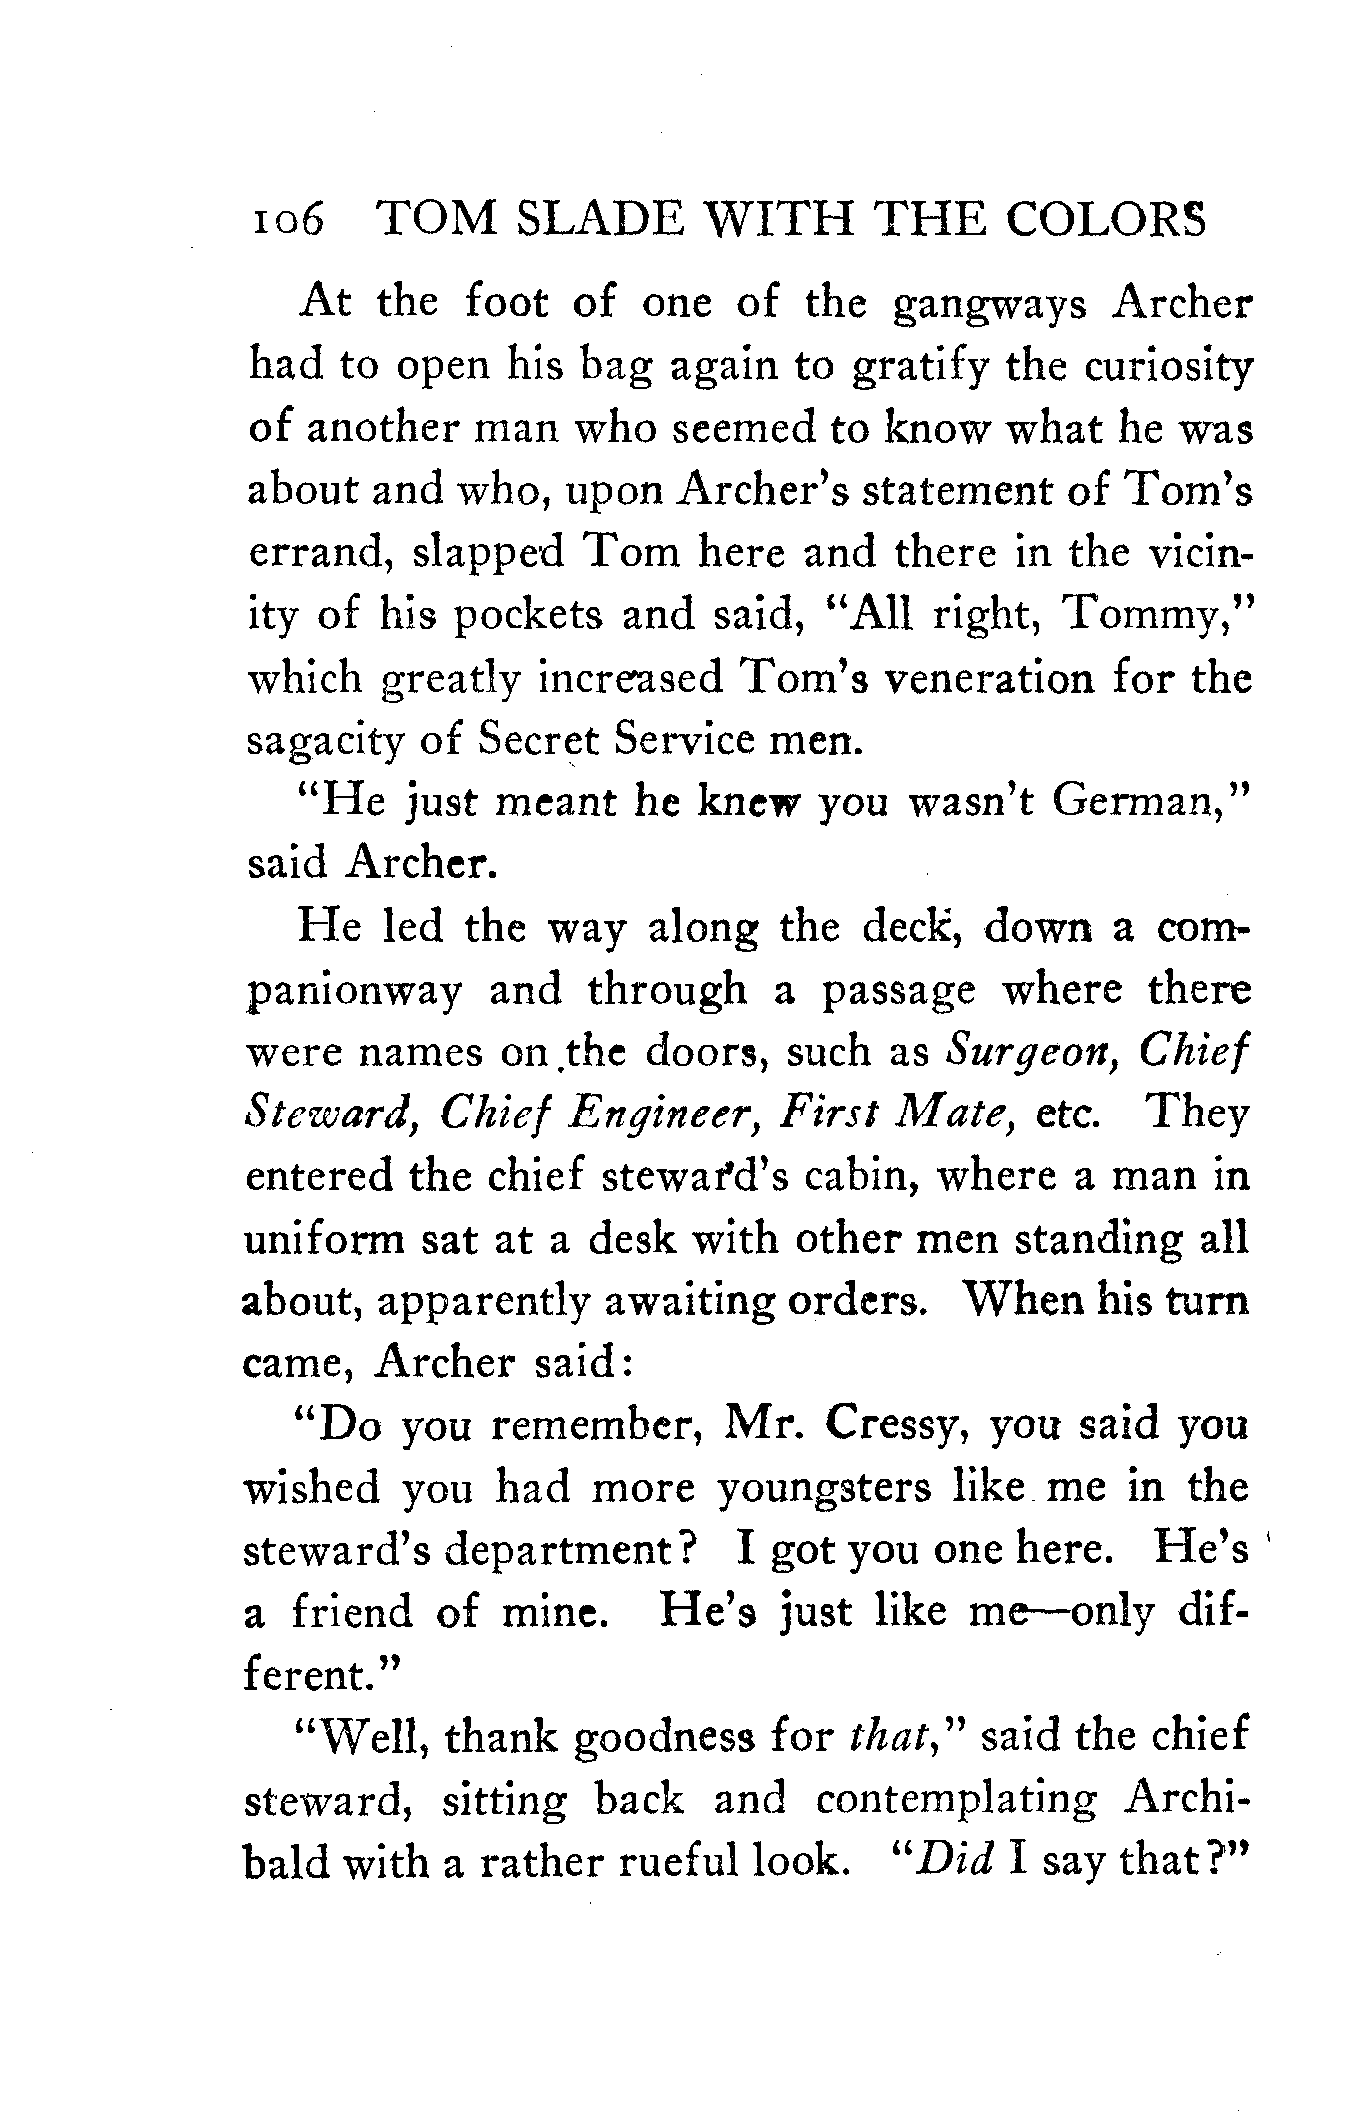 106 TOM SLADE WITH THE COLORS
At the foot of one of the gangways Archer
had to open his bag again to gratify the curiosity
of another man who seemed to know what he was
about and who, upon Archer's statement of Tom's
errand, slapped Tom here and there in the vicin-
ity of his pockets and said, "All right, Tommy,"
which greatly increased Tom's veneration for the
sagacity of Secret Service men.
"He just meant he knew you wasn't German,"
said Archer.
He led the way along the deck, down a com-
panionway and through a passage where there
were names on the doors, such as Surgeon, Chief
Steward, Chief Engineer, First Mate, etc. They
entered the chief steward's cabin, where a man in
uniform sat at a desk with other men standing all
about, apparently awaiting orders. When his turn
came, Archer said:
"Do you remember, Mr. Cressy, you said you
wished you had more youngsters like me in the
steward's department? I got you one here. He's
a friend of mine. He's just like me—only dif-
ferent."
"Well, thank goodness for that," said the chief
steward, sitting back and contemplating Archi-
bald with a rather rueful look. "Did I say that?"